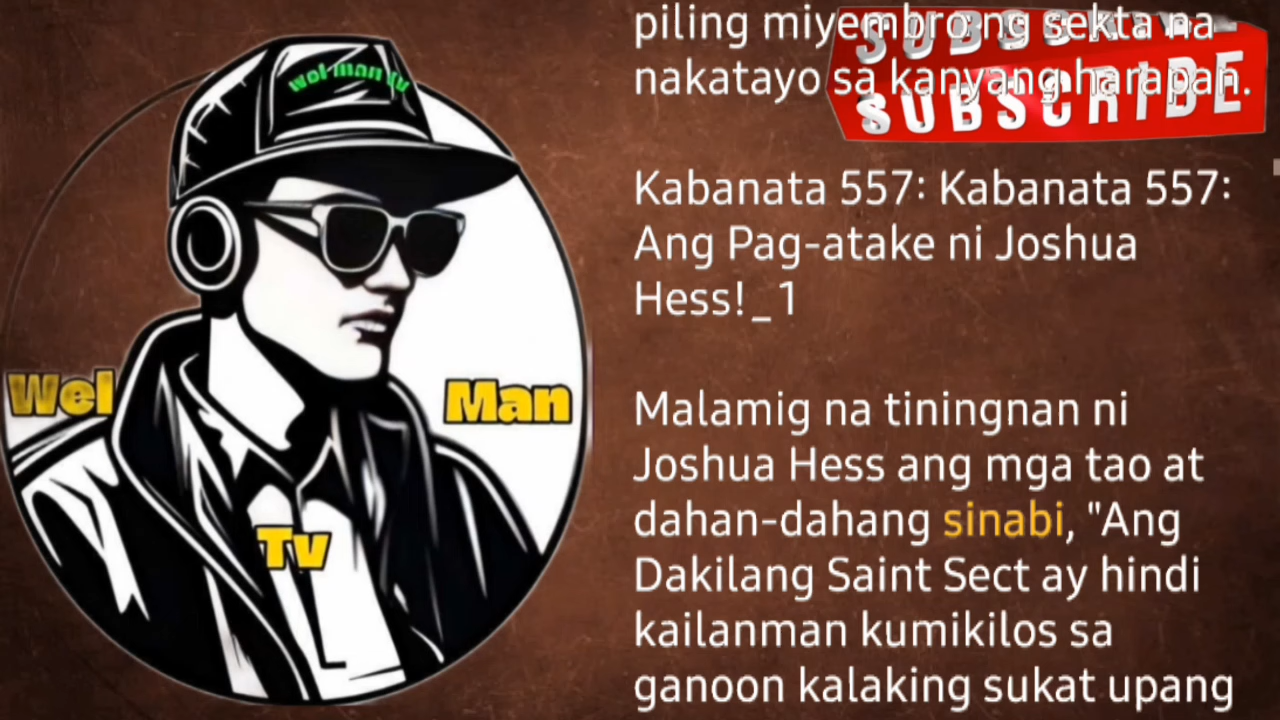 wel man tv
Wel
Man
Tv
piling miyembro ng sekta na
nakatayo sa kanyang harapan.
SUBSCRIBE
SUBSCRIBE
Kabanata 557: Kabanata 557:
Ang Pag-atake ni Joshua
Hess!_1
Malamig na tiningnan ni
Joshua Hess ang mga tao at
dahan-dahang sinabi, "Ang
Dakilang Saint Sect ay hindi
kailanman kumikilos sa
ganoon kalaking sukat upang